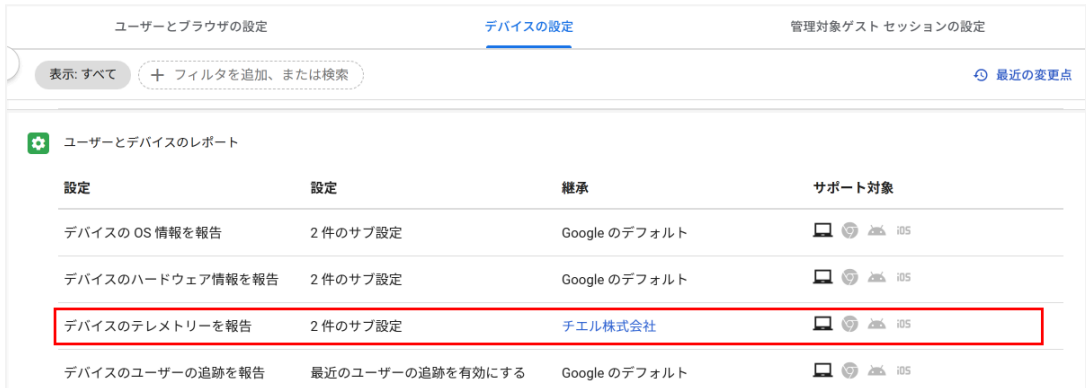 ユーザーとブラウザの設定 デバイスの設定 管理対象ゲスト セッションの設定
表示: すべて + フィルタを追加、または検索 最近の変更点
ユーザーとデバイスのレポート
設定 設定 継承 サポート対象
デバイスの OS 情報を報告 2 件のサブ設定 Google のデフォルト iOS
デバイスのハードウェア情報を報告 2 件のサブ設定 Google のデフォルト iOS
デバイスのテレメトリーを報告 2 件のサブ設定 チエル株式会社 iOS
デバイスのユーザーの追跡を報告 最近のユーザーの追跡を有効にする Google のデフォルト iOS